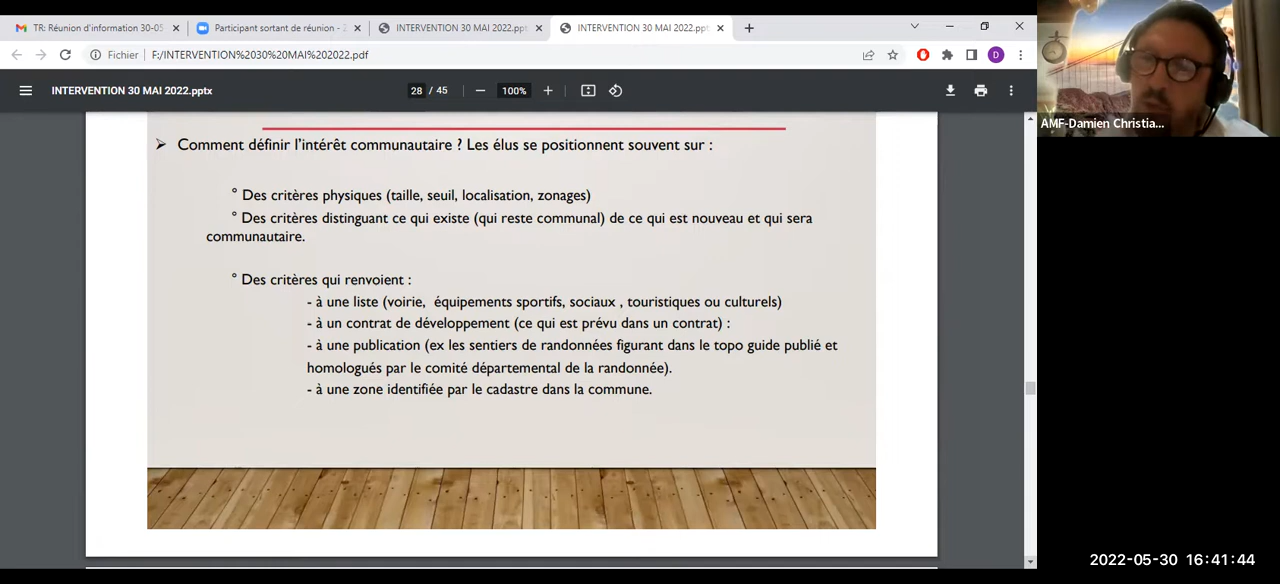 TR: Réunion d'information 30-05
Participant sortant de réunion - Z
INTERVENTION 30 MAI 2022.pp
INTERVENTION 30 MAI 2022.pp
Fichier
F:/INTERVENTION%2030%20MAI%202022.pdf
D
INTERVENTION 30 MAI 2022.pptx
28 / 45
100%
AMF-Damien Christia...
➢ Comment définir l'intérêt communautaire ? Les élus se positionnent souvent sur :
° Des critères physiques (taille, seuil, localisation, zonages)
° Des critères distinguant ce qui existe (qui reste communal) de ce qui est nouveau et qui sera
communautaire.
° Des critères qui renvoient :
- à une liste (voirie, équipements sportifs, sociaux , touristiques ou culturels)
- à un contrat de développement (ce qui est prévu dans un contrat) :
- à une publication (ex les sentiers de randonnées figurant dans le topo guide publié et
homologués par le comité départemental de la randonnée).
- à une zone identifiée par le cadastre dans la commune.
2022-05-30 16:41:44